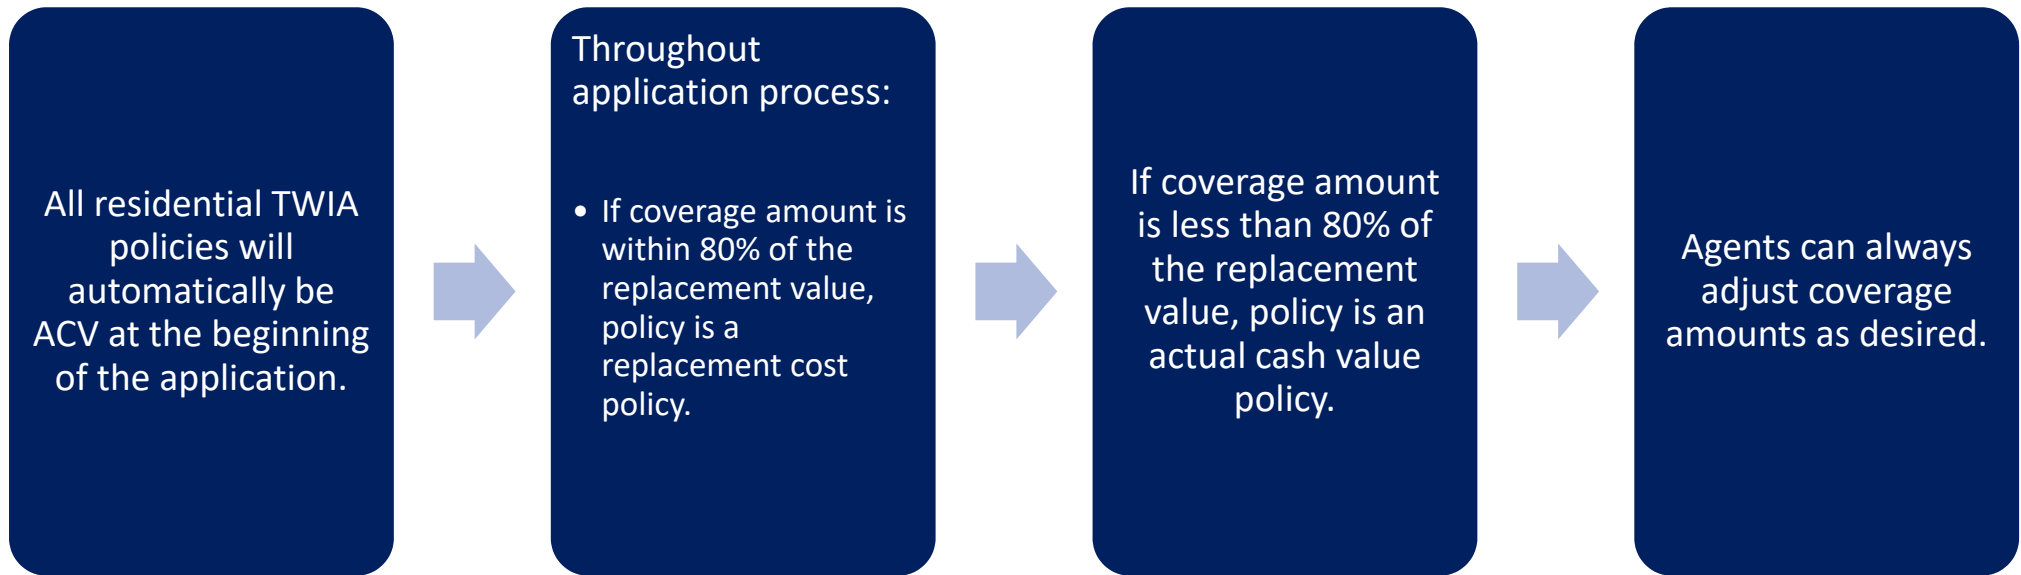 All residential TWIA
policies will
automatically be
ACV at the beginning
of the application.
Throughout
application process:
• If coverage amount is
within 80% of the
replacement value,
policy is a
replacement cost
policy.
If coverage amount
is less than 80% of
the replacement
value, policy is an
actual cash value
policy.
Agents can always
adjust coverage
amounts as desired.